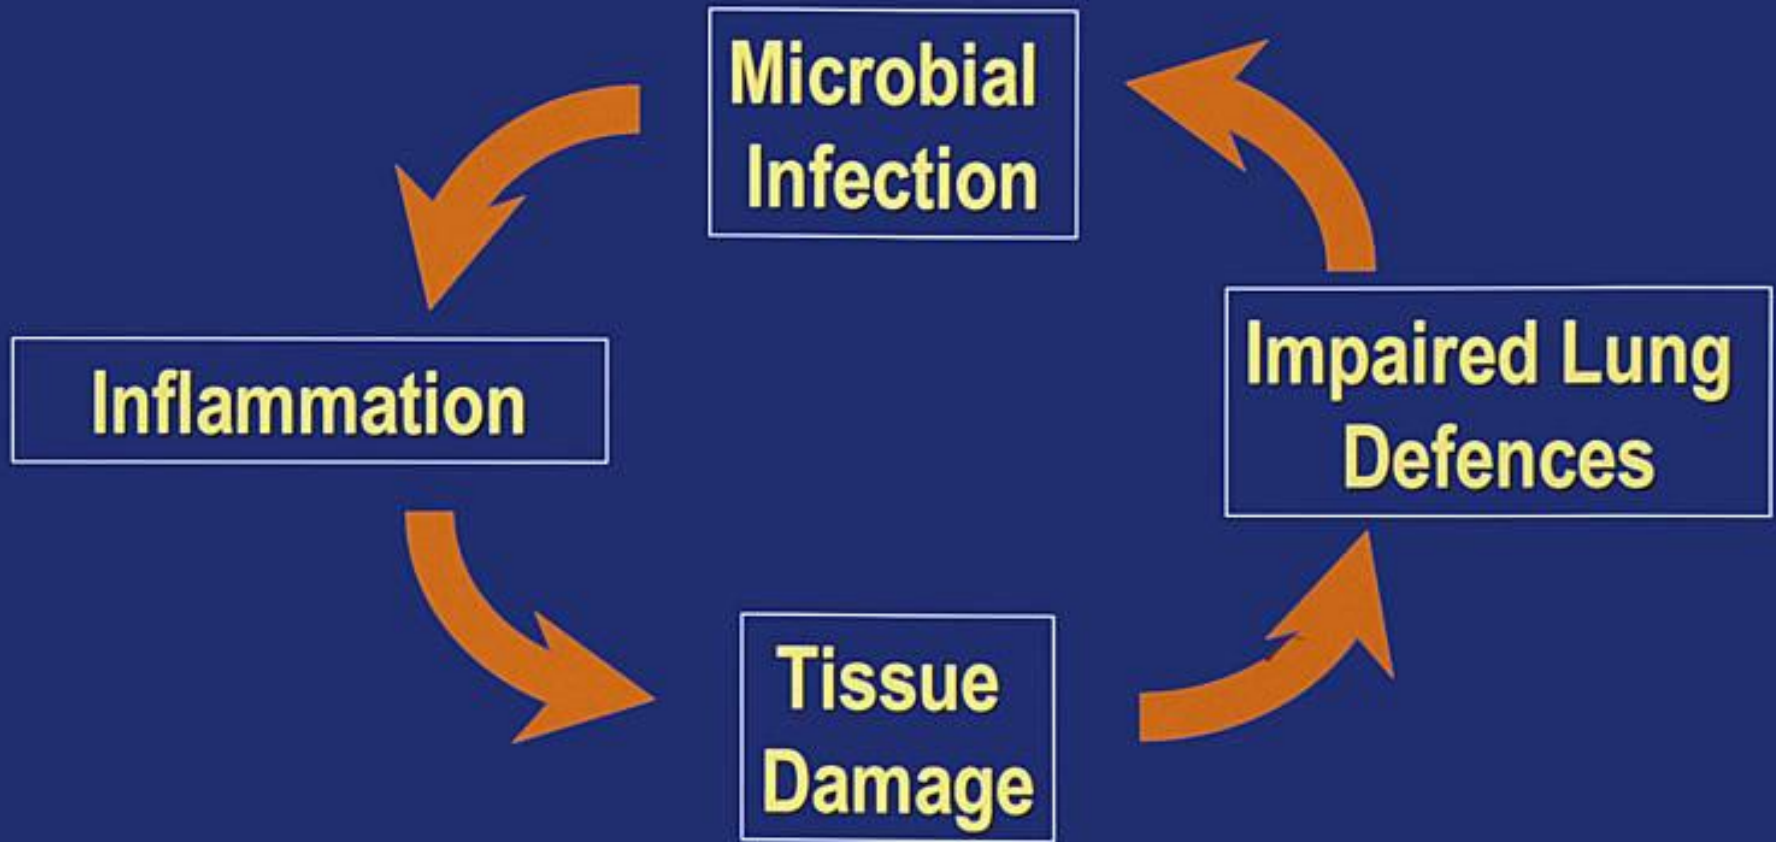 Microbial
Infection
Inflammation
Impaired Lung
Defences
Tissue
Damage